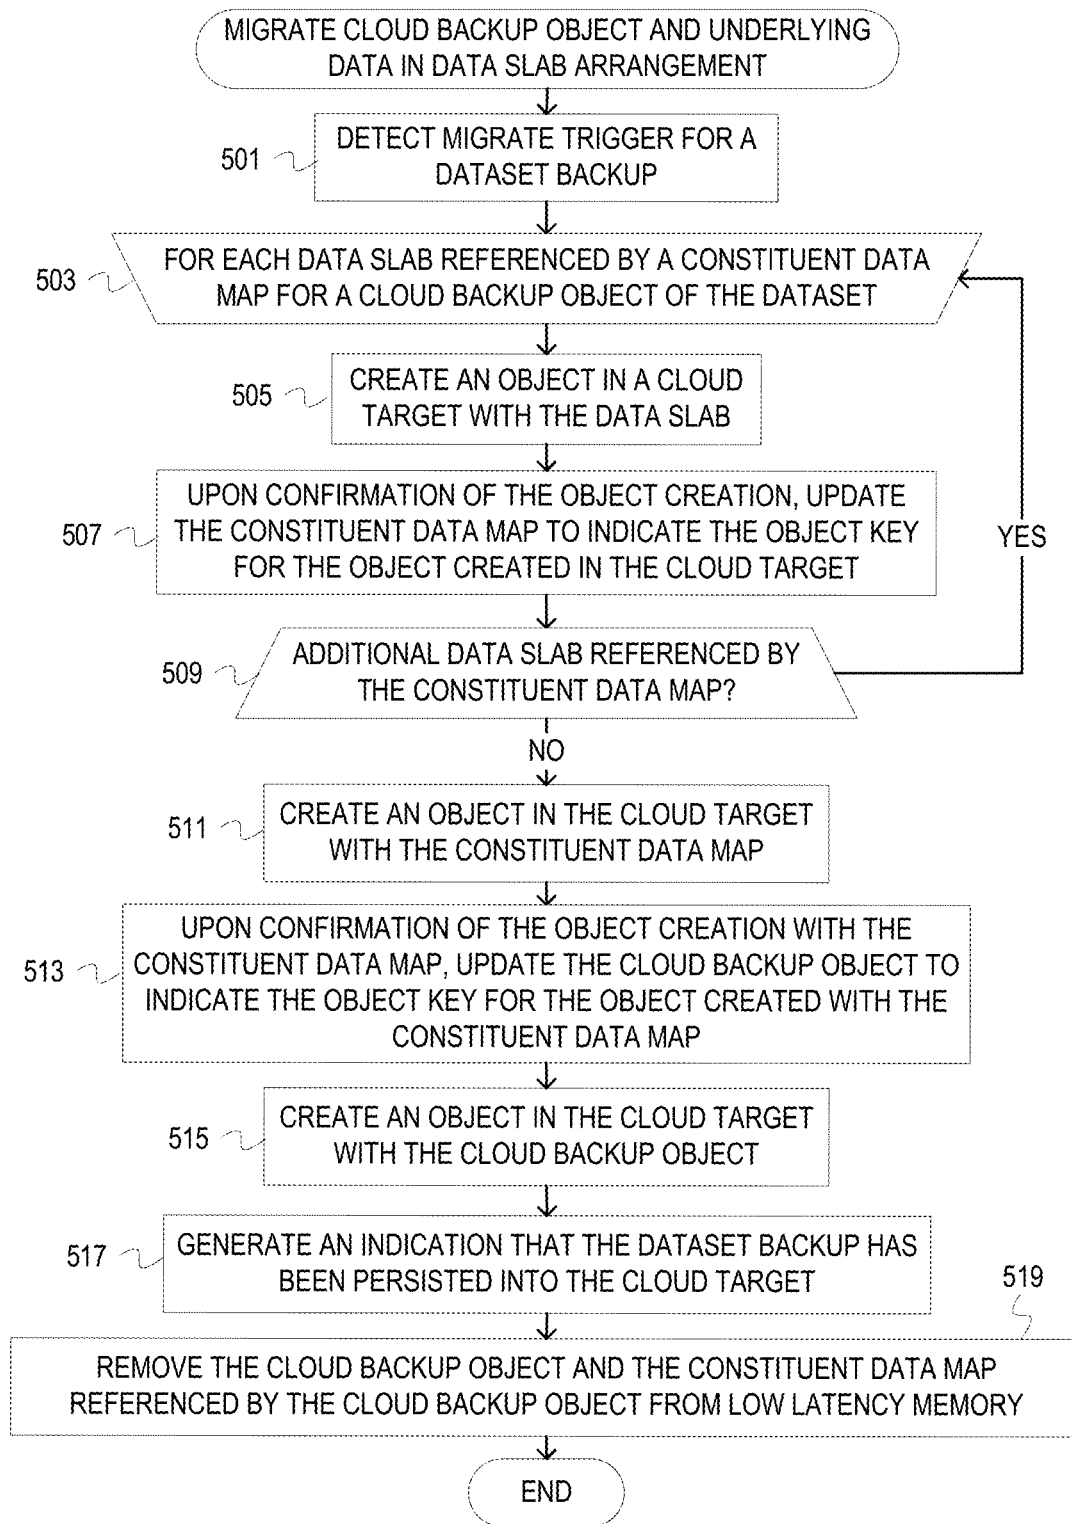 MIGRATE CLOUD BACKUP OBJECT AND UNDERLYING
DATA IN DATA SLAB ARRANGEMENT
501
DETECT MIGRATE TRIGGER FOR A
DATASET BACKUP
503
FOR EACH DATA SLAB REFERENCED BY A CONSTITUENT DATA
MAP FOR A CLOUD BACKUP OBJECT OF THE DATASET
505
CREATE AN OBJECT IN A CLOUD
TARGET WITH THE DATA SLAB
507
UPON CONFIRMATION OF THE OBJECT CREATION, UPDATE
THE CONSTITUENT DATA MAP TO INDICATE THE OBJECT KEY
FOR THE OBJECT CREATED IN THE CLOUD TARGET
YES
509
ADDITIONAL DATA SLAB REFERENCED BY
THE CONSTITUENT DATA MAP?
NO
511
CREATE AN OBJECT IN THE CLOUD TARGET
WITH THE CONSTITUENT DATA MAP
513
UPON CONFIRMATION OF THE OBJECT CREATION WITH THE
CONSTITUENT DATA MAP, UPDATE THE CLOUD BACKUP OBJECT TO
INDICATE THE OBJECT KEY FOR THE OBJECT CREATED WITH THE
CONSTITUENT DATA MAP
515
CREATE AN OBJECT IN THE CLOUD TARGET
WITH THE CLOUD BACKUP OBJECT
517
GENERATE AN INDICATION THAT THE DATASET BACKUP HAS
BEEN PERSISTED INTO THE CLOUD TARGET
519
REMOVE THE CLOUD BACKUP OBJECT AND THE CONSTITUENT DATA MAP
REFERENCED BY THE CLOUD BACKUP OBJECT FROM LOW LATENCY MEMORY
END